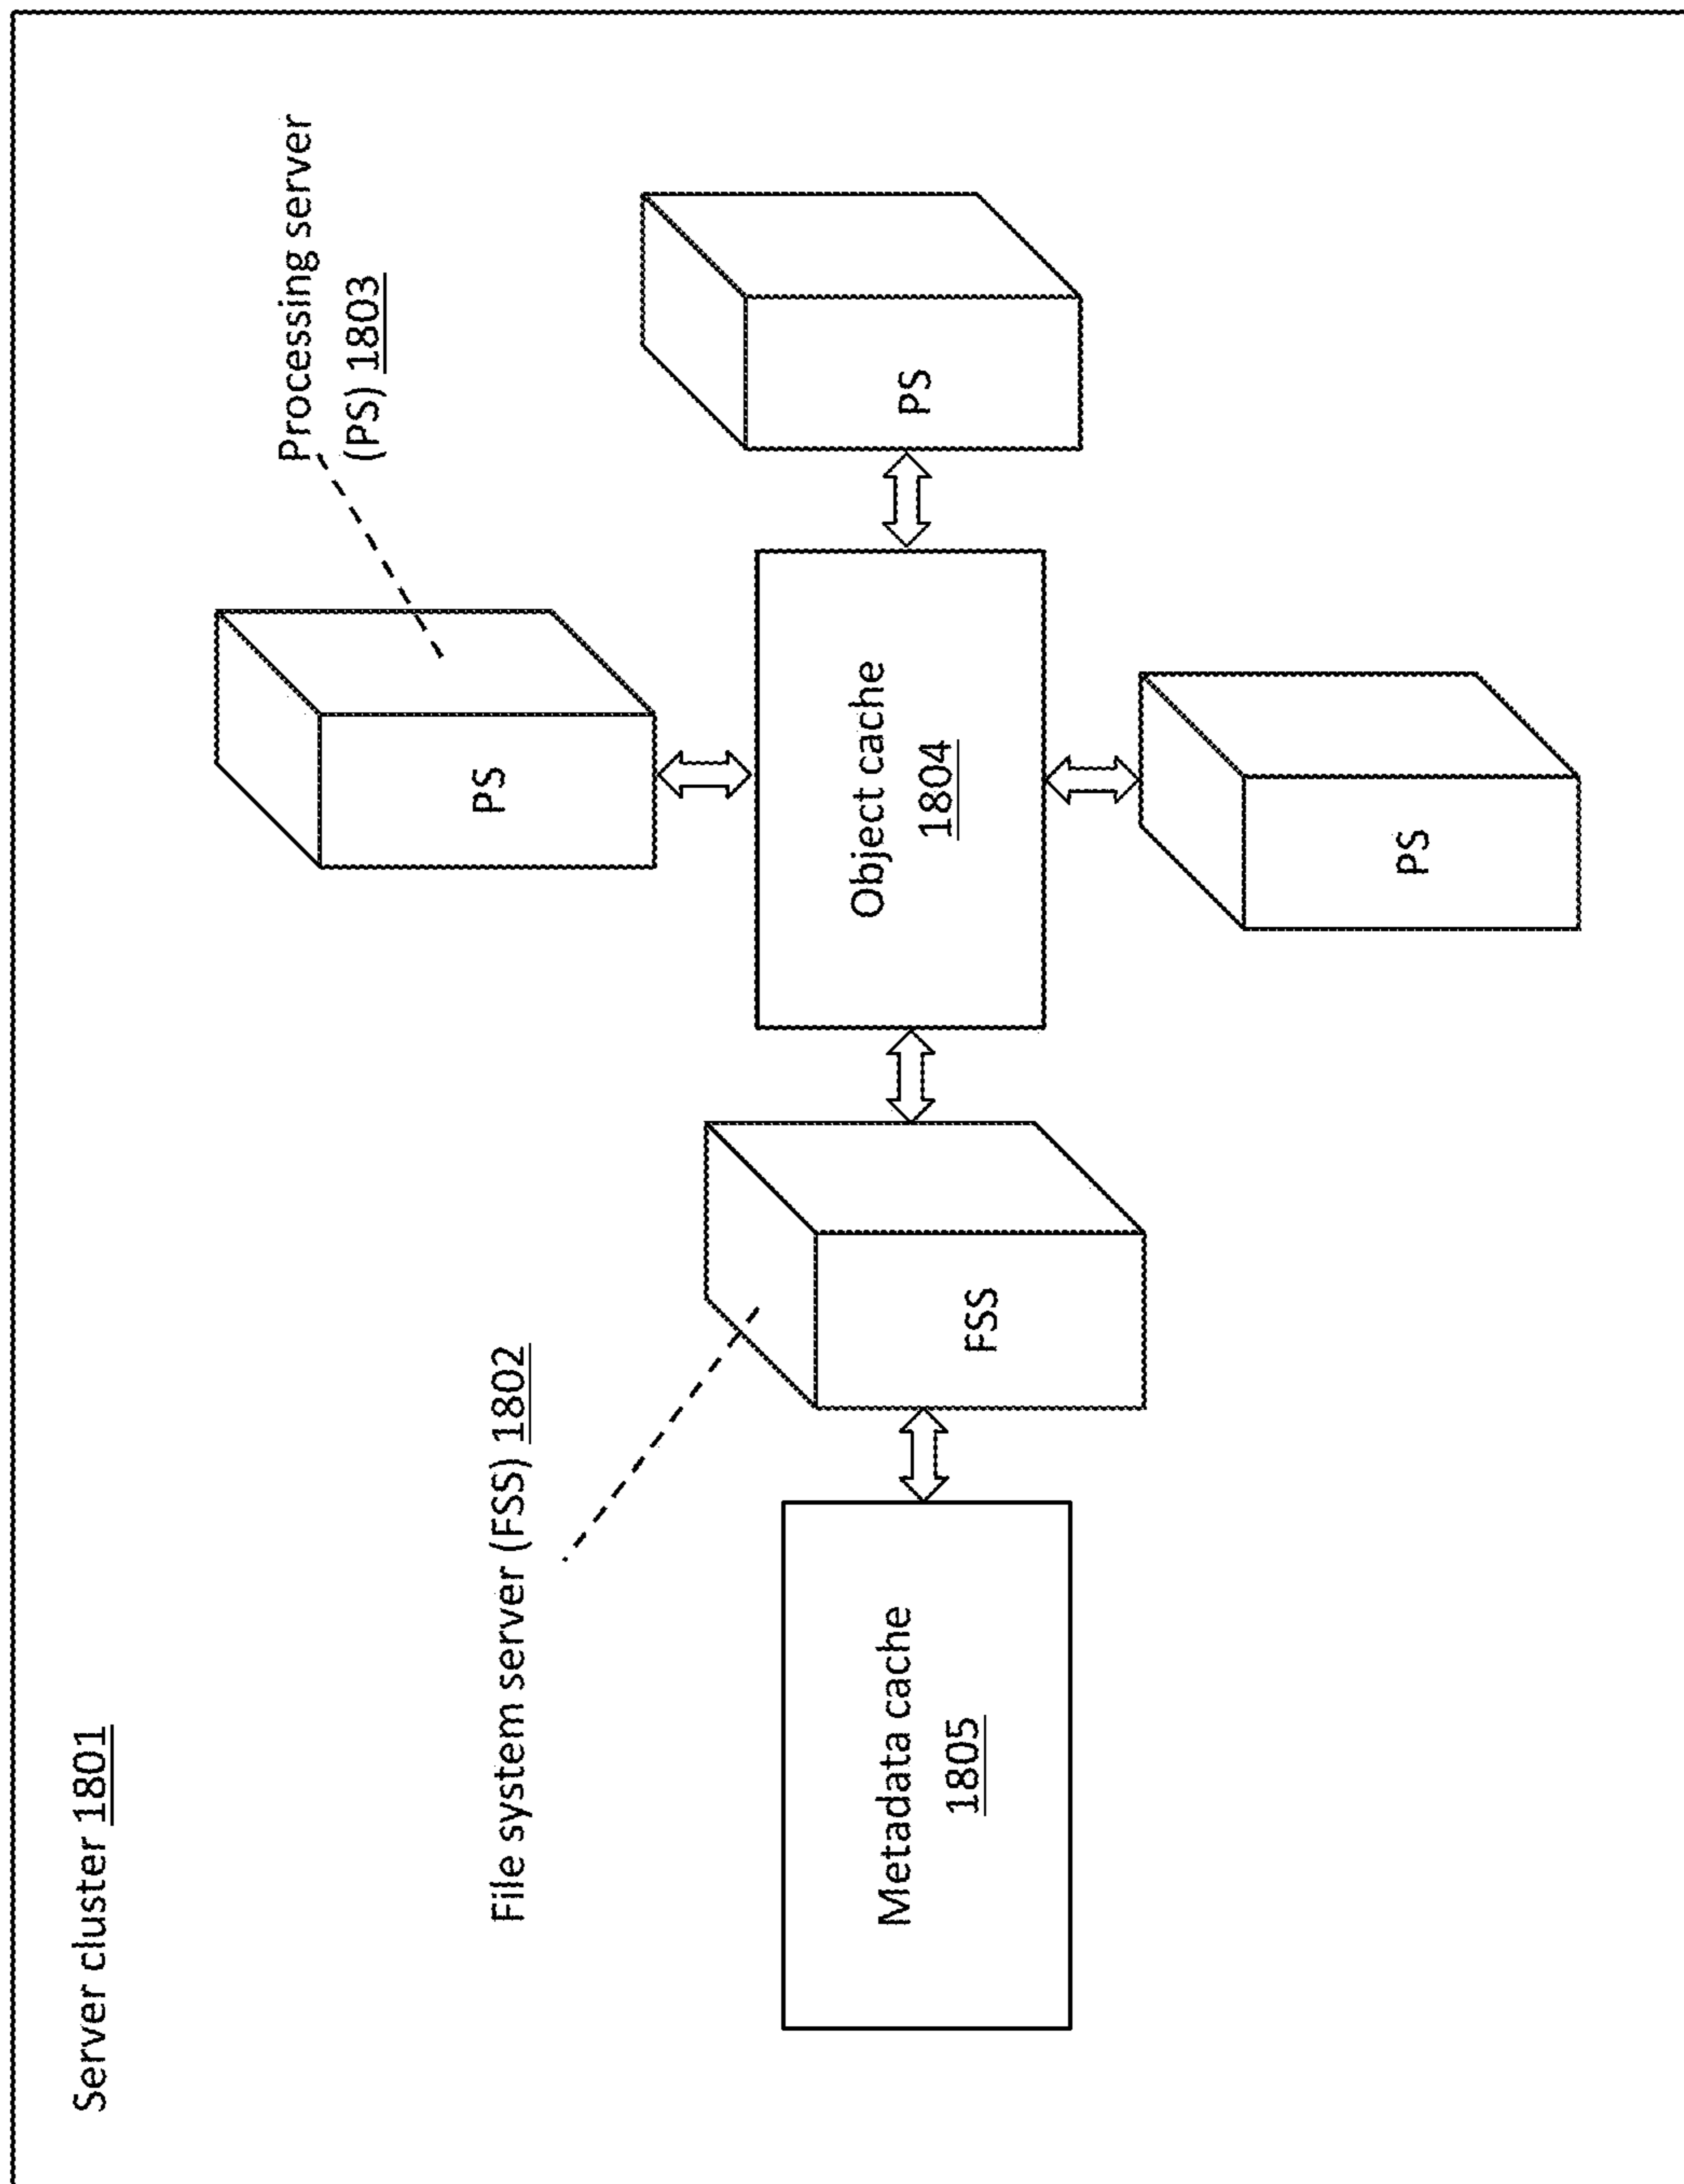 Server cluster 1801
File system server (FSS) 1802
Processing server
(PS) 1803
Metadata cache
1805
FSS
Object cache
1804
PS
PS
PS